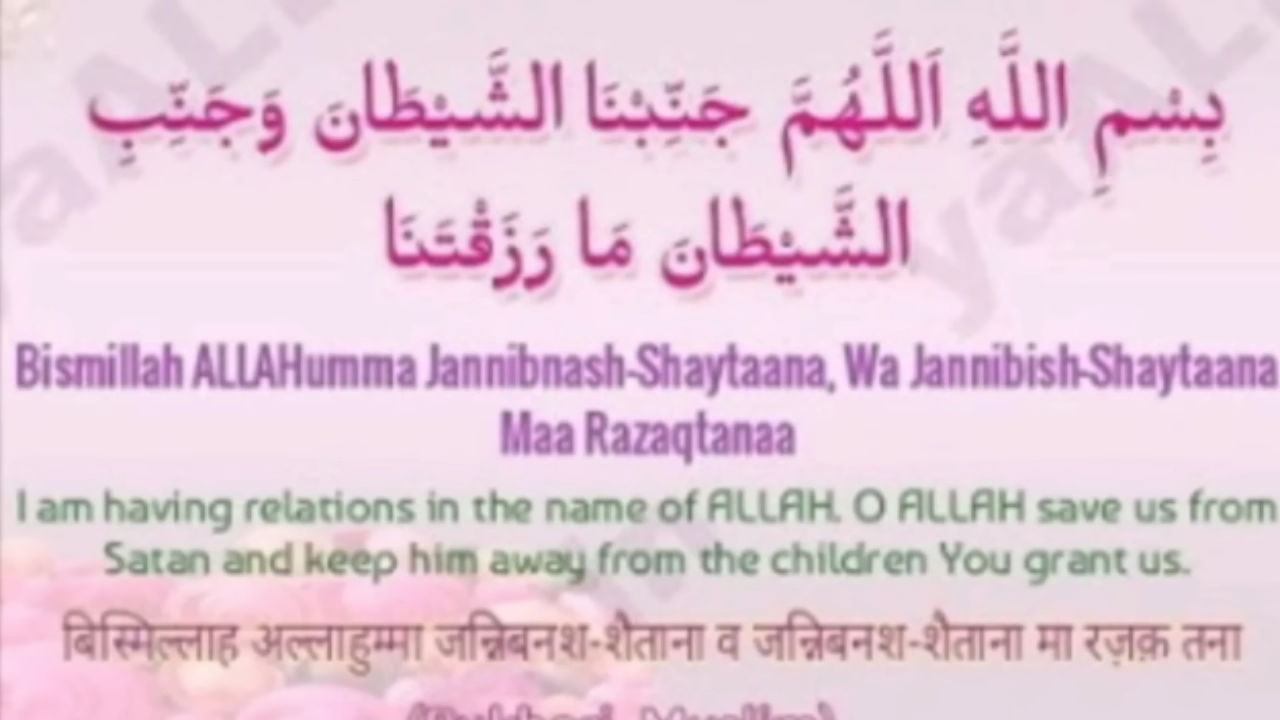 بِسْمِ اللَّهِ اَللَّهُمَّ جَنِّبْنَا الشَّيْطَانَ وَجَنِّبِ
الشَّيْطَانَ مَا رَزَقْتَنَا
Bismillah ALLAHumma Jannibnash-Shaytaana, Wa Jannibish-Shaytaana
Maa Razaqtanaa
I am having relations in the name of ALLAH. O ALLAH save us from
Satan and keep him away from the children You grant us.
बिस्मिल्लाह अल्लाहुम्मा जन्निबनश-शैताना व जन्निबनश-शैताना मा रज़क़ तना